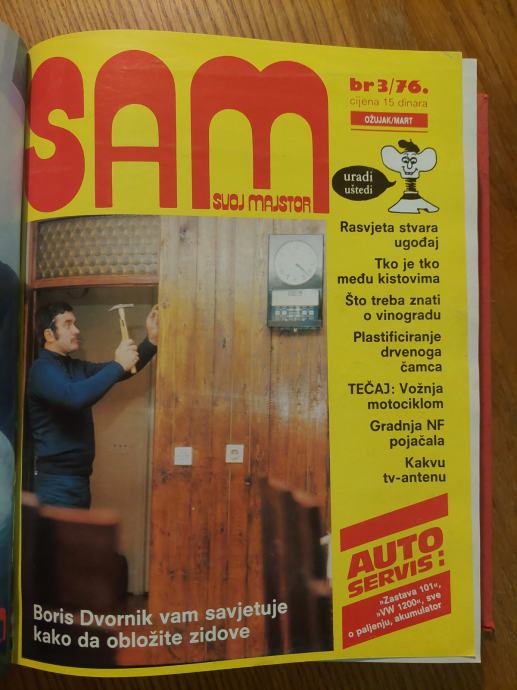 SAM
SVOJ MAJSTOR
br 3/76.
cijena 15 dinara
OŽUJAK/MART
uradi
uštedi
Rasvjeta stvara
ugođaj
Tko je tko
među kistovima
Što treba znati
o vinogradu
Plastificiranje
drvenoga
čamca
TEČAJ: Vožnja
motociklom
Gradnja NF
pojačala
Kakvu
tv-antenu
AUTO
SERVIS:
»Zastava 101«,
»VW 1200«, sve
o paljenju, akumulator
Boris Dvornik vam savjetuje
kako da obložite zidove